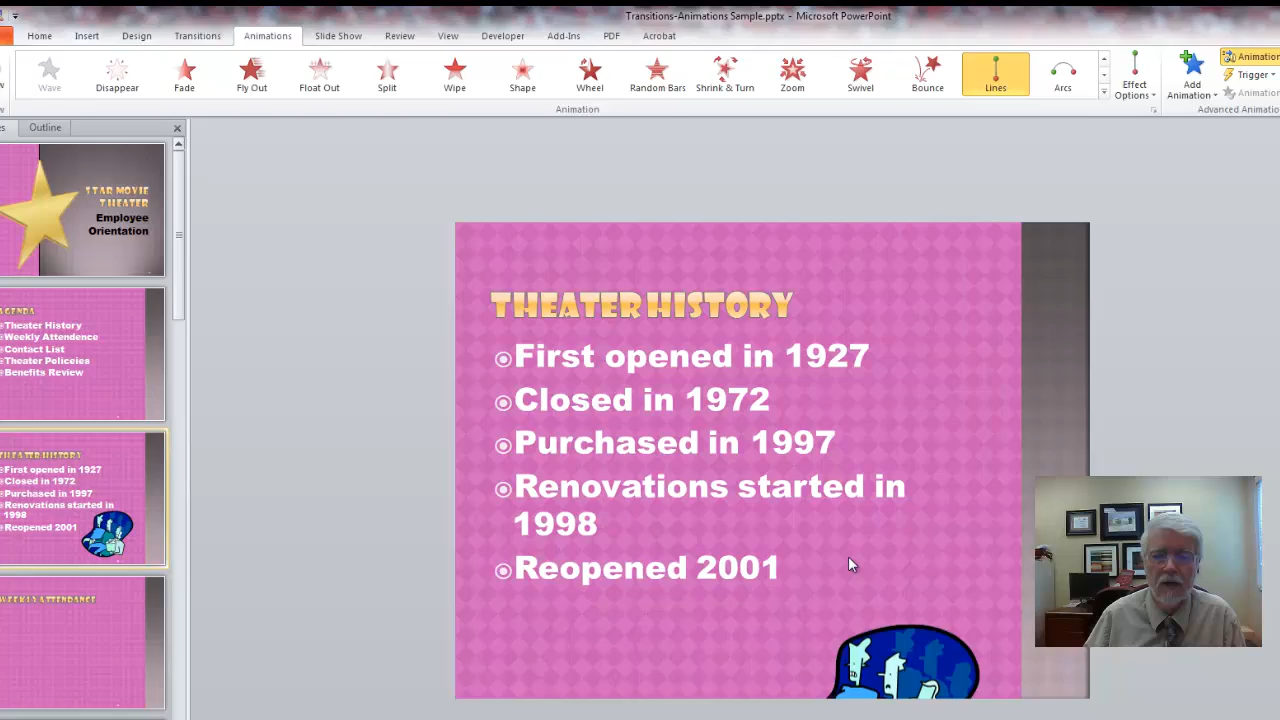 Transitions-Animations Sample.pptx - Microsoft PowerPoint
Home Insert Design Transitions Animations Slide Show Review View Developer Add-Ins PDF Acrobat
Wave Disappear Fade Fly Out Float Out Split Wipe Shape Wheel Random Bars Shrink & Turn Zoom Swivel Bounce Lines Arcs
Effect Options
Add Animation
Animation
Trigger
Animation
Animation
Advanced Animatio
Outline
STAR MOVIE
THEATER
Employee
Orientation
AGENDA
Theater History
Weekly Attendence
Contact List
Theater Policeies
Benefits Review
THEATER HISTORY
First opened in 1927
Closed in 1972
Purchased in 1997
Renovations started in
1998
Reopened 2001
WEEKLY ATTENDANCE
THEATER HISTORY
First opened in 1927
Closed in 1972
Purchased in 1997
Renovations started in
1998
Reopened 2001